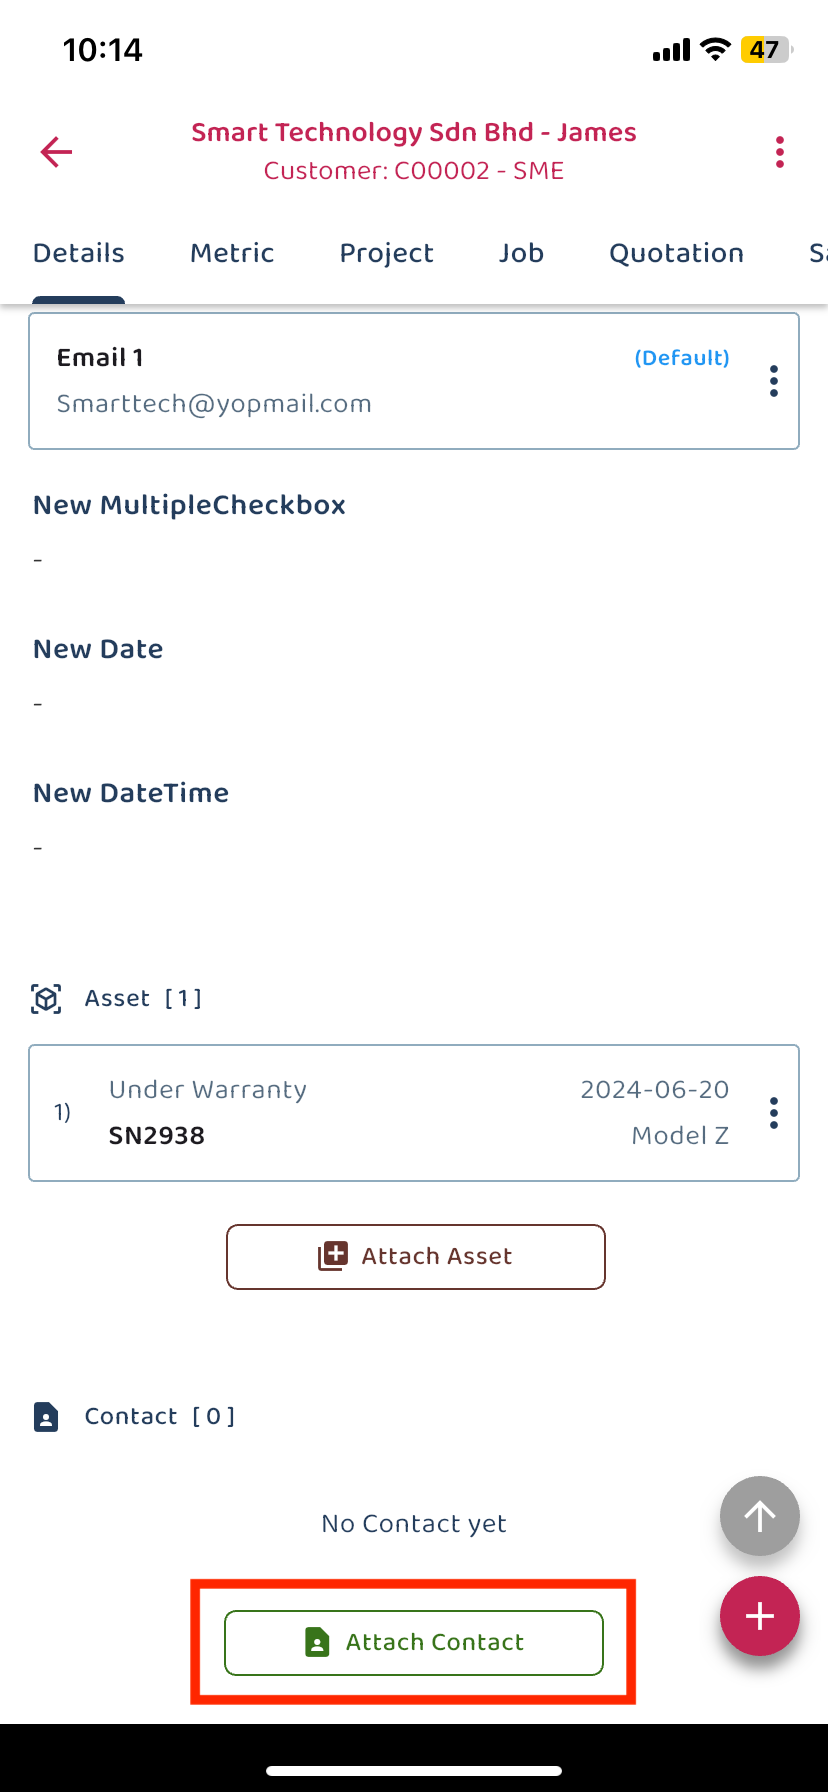 10:14
47
Smart Technology Sdn Bhd - James
Customer: C00002 - SME
Details Metric Project Job Quotation Sa
Email 1 (Default)
Smarttech@yopmail.com
New MultipleCheckbox
-
New Date
-
New DateTime
-
Asset [ 1 ]
Under Warranty 2024-06-20
1)
SN2938 Model Z
Attach Asset
Contact [ 0 ]
No Contact yet
Attach Contact